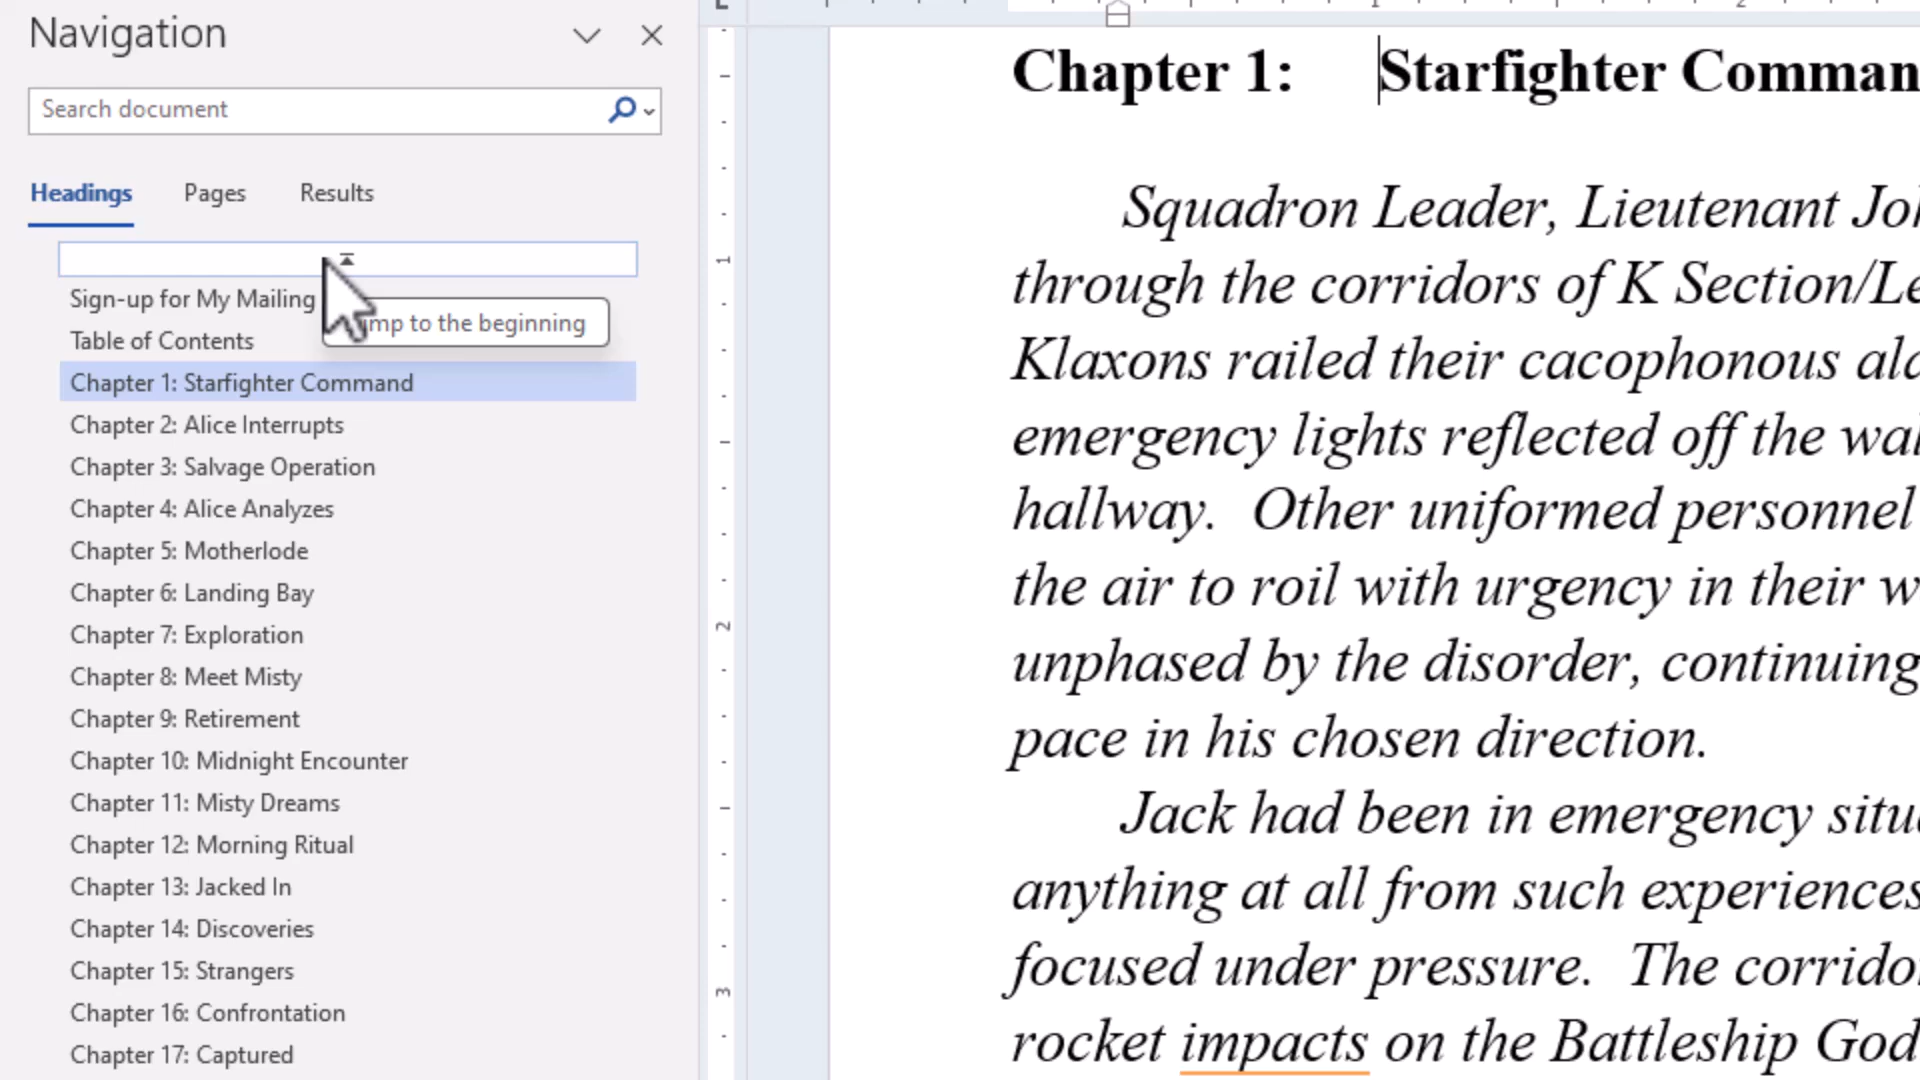 Navigation
Search document
Headings Pages Results
Sign-up for My Mailing
mp to the beginning
Table of Contents
Chapter 1: Starfighter Command
Chapter 2: Alice Interrupts
Chapter 3: Salvage Operation
Chapter 4: Alice Analyzes
Chapter 5: Motherlode
Chapter 6: Landing Bay
Chapter 7: Exploration
Chapter 8: Meet Misty
Chapter 9: Retirement
Chapter 10: Midnight Encounter
Chapter 11: Misty Dreams
Chapter 12: Morning Ritual
Chapter 13: Jacked In
Chapter 14: Discoveries
Chapter 15: Strangers
Chapter 16: Confrontation
Chapter 17: Captured
1
2
3
Chapter 1: Starfighter Comman
Squadron Leader, Lieutenant
through the corridors of K Section/Le
Klaxons railed their cacophonous
emergency lights reflected off the
hallway. Other uniformed personnel
the air to roil with urgency in their
unphased by the disorder, continuing
pace in his chosen direction.
Jack had been in emergency
anything at all from such experiences
focused under pressure. The
rocket impacts on the Battleship